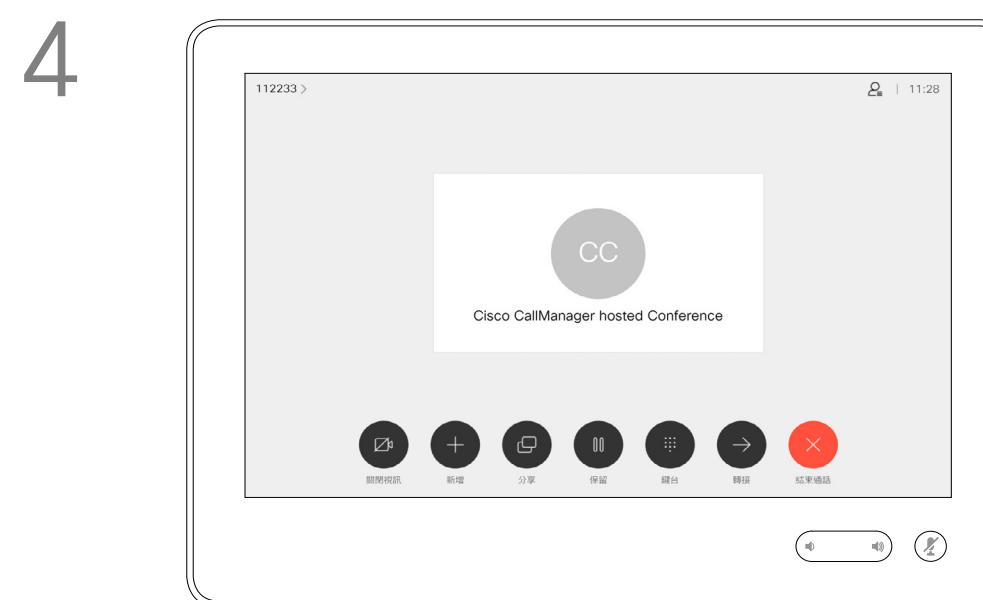 4
112233
11:28
CC
Cisco CallManager hosted Conference
關閉視訊 新增 分享 保留 鍵台 轉接 結束通話